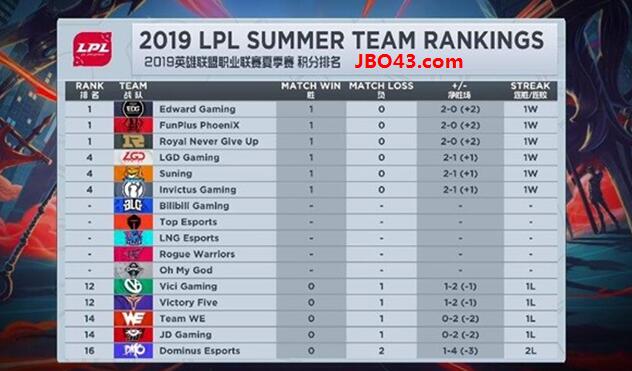 LPL
2019 LPL SUMMER TEAM RANKINGS
2019英雄联盟职业联赛夏季赛 积分排名 JBO43.com
RANK TEAM MATCH WIN MATCH LOSS +/- STREAK
排名 战队 胜 负 净胜场 连胜/连败
1 EDG Edward Gaming 1 0 2-0 (+2) 1W
1 FunPlus PhoeniX 1 0 2-0 (+2) 1W
1 Royal Never Give Up 1 0 2-0 (+2) 1W
4 LGD LGD Gaming 1 0 2-1 (+1) 1W
4 Suning 1 0 2-1 (+1) 1W
4 Invictus Gaming 1 0 2-1 (+1) 1W
- BLG Bilibili Gaming - - - -
- Top Esports - - - -
- LNG Esports - - - -
- Rogue Warriors - - - -
- Oh My God - - - -
12 Vici Gaming 0 1 1-2 (-1) 1L
12 Victory Five 0 1 1-2 (-1) 1L
14 WE Team WE 0 1 0-2 (-2) 1L
14 JD Gaming 0 1 0-2 (-2) 1L
16 Dominus Esports 0 2 1-4 (-3) 2L